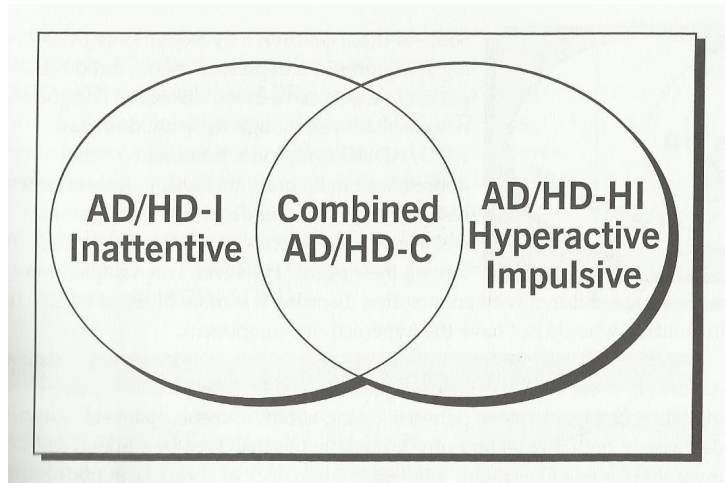 AD/HD-I
Inattentive
Combined
AD/HD-C
AD/HD-HI
Hyperactive
Impulsive